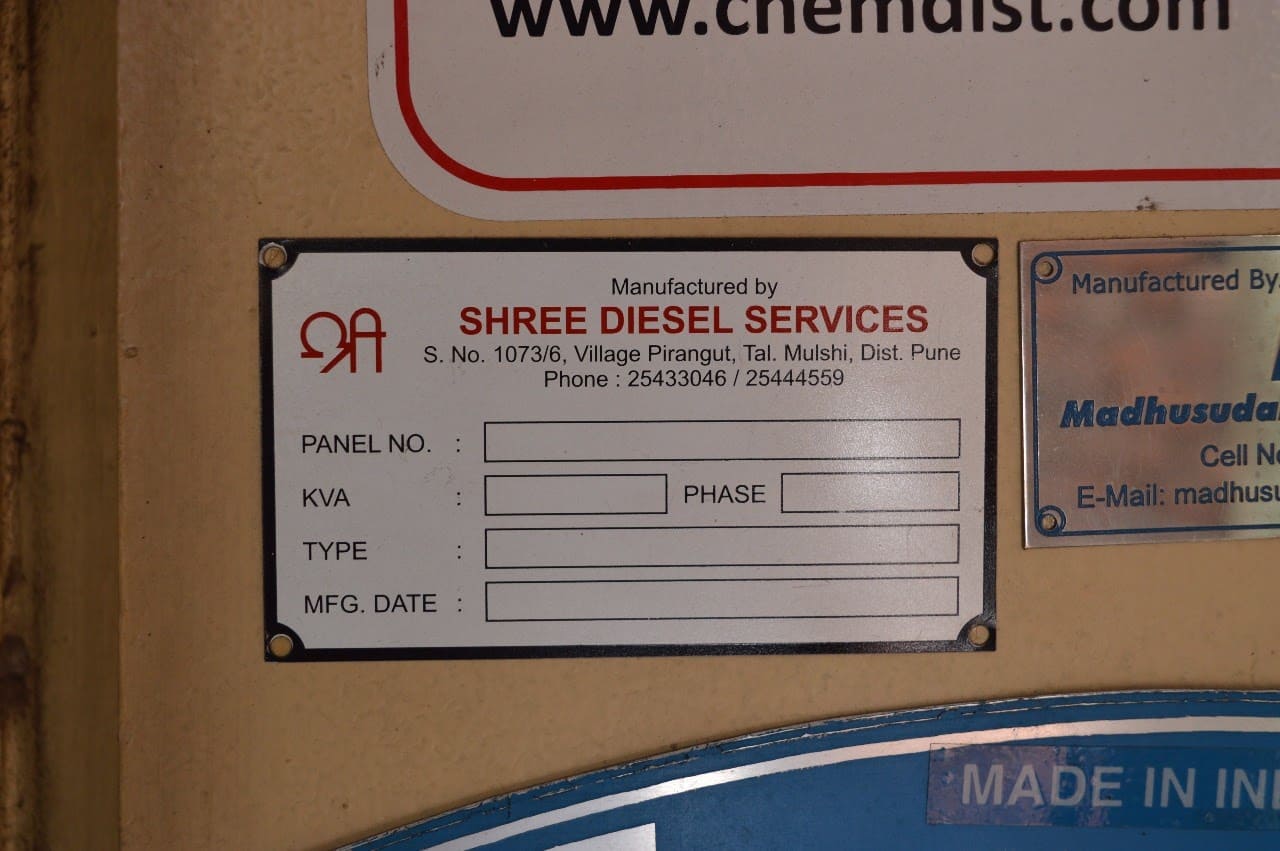 www.chemdist.com
Manufactured by
SHREE DIESEL SERVICES
S. No. 1073/6, Village Pirangut, Tal. Mulshi, Dist. Pune
Phone : 25433046 / 25444559
श्री
PANEL NO. :
KVA : PHASE
TYPE :
MFG. DATE :
Manufactured By
Cell
E-Mail:
MADE IN